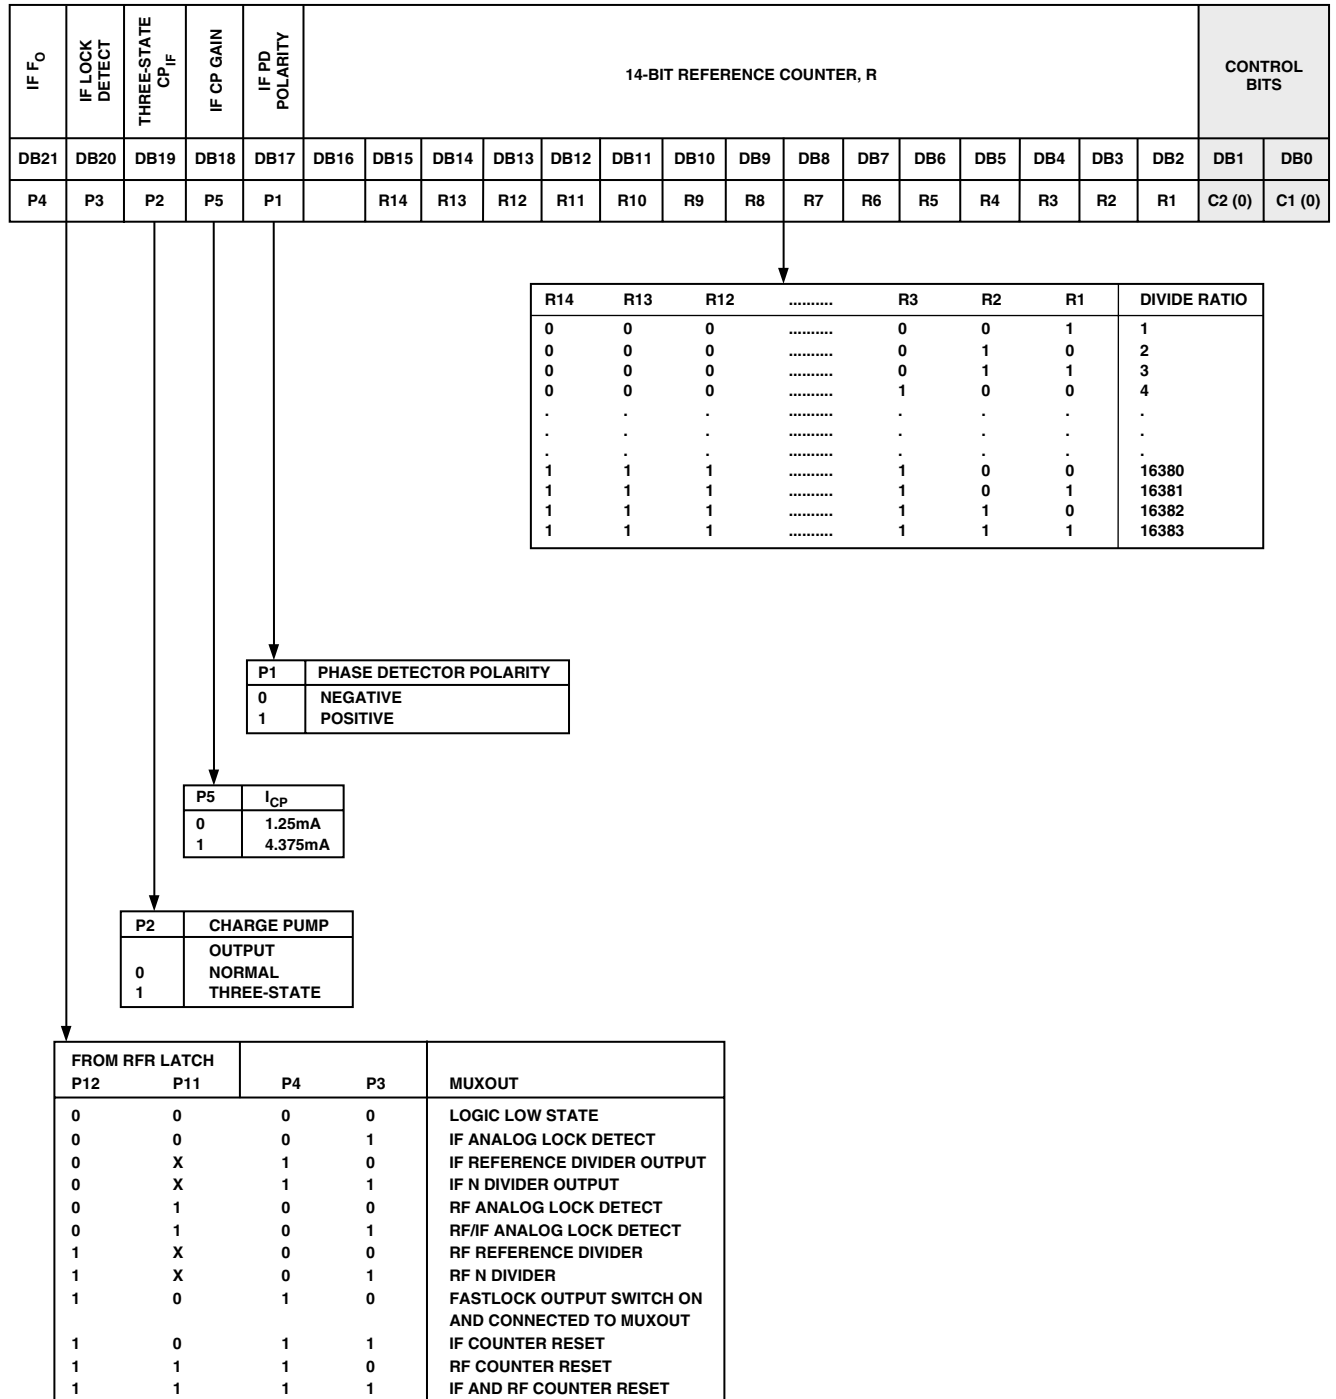 IF FO
IF LOCK DETECT
THREE-STATE CPIF
IF CP GAIN
IF PD POLARITY
14-BIT REFERENCE COUNTER, R
CONTROL BITS
DB21 DB20 DB19 DB18 DB17 DB16 DB15 DB14 DB13 DB12 DB11 DB10 DB9 DB8 DB7 DB6 DB5 DB4 DB3 DB2 DB1 DB0
P4 P3 P2 P5 P1 R14 R13 R12 R11 R10 R9 R8 R7 R6 R5 R4 R3 R2 R1 C2 (0) C1 (0)
R14 R13 R12 .......... R3 R2 R1 DIVIDE RATIO
0 0 0 .......... 0 0 1 1
0 0 0 .......... 0 1 0 2
0 0 0 .......... 0 1 1 3
0 0 0 .......... 1 0 0 4
. . . .......... . . . .
. . . .......... . . . .
. . . .......... . . . .
1 1 1 .......... 1 0 0 16380
1 1 1 .......... 1 0 1 16381
1 1 1 .......... 1 1 0 16382
1 1 1 .......... 1 1 1 16383
P1 PHASE DETECTOR POLARITY
0 NEGATIVE
1 POSITIVE
P5 ICP
0 1.25mA
1 4.375mA
P2 CHARGE PUMP
OUTPUT
0 NORMAL
1 THREE-STATE
FROM RFR LATCH
P12 P11 P4 P3 MUXOUT
0 0 0 0 LOGIC LOW STATE
0 0 0 1 IF ANALOG LOCK DETECT
0 X 1 0 IF REFERENCE DIVIDER OUTPUT
0 X 1 1 IF N DIVIDER OUTPUT
0 1 0 0 RF ANALOG LOCK DETECT
0 1 0 1 RF/IF ANALOG LOCK DETECT
1 X 0 0 RF REFERENCE DIVIDER
1 X 0 1 RF N DIVIDER
1 0 1 0 FASTLOCK OUTPUT SWITCH ON
AND CONNECTED TO MUXOUT
1 0 1 1 IF COUNTER RESET
1 1 1 0 RF COUNTER RESET
1 1 1 1 IF AND RF COUNTER RESET